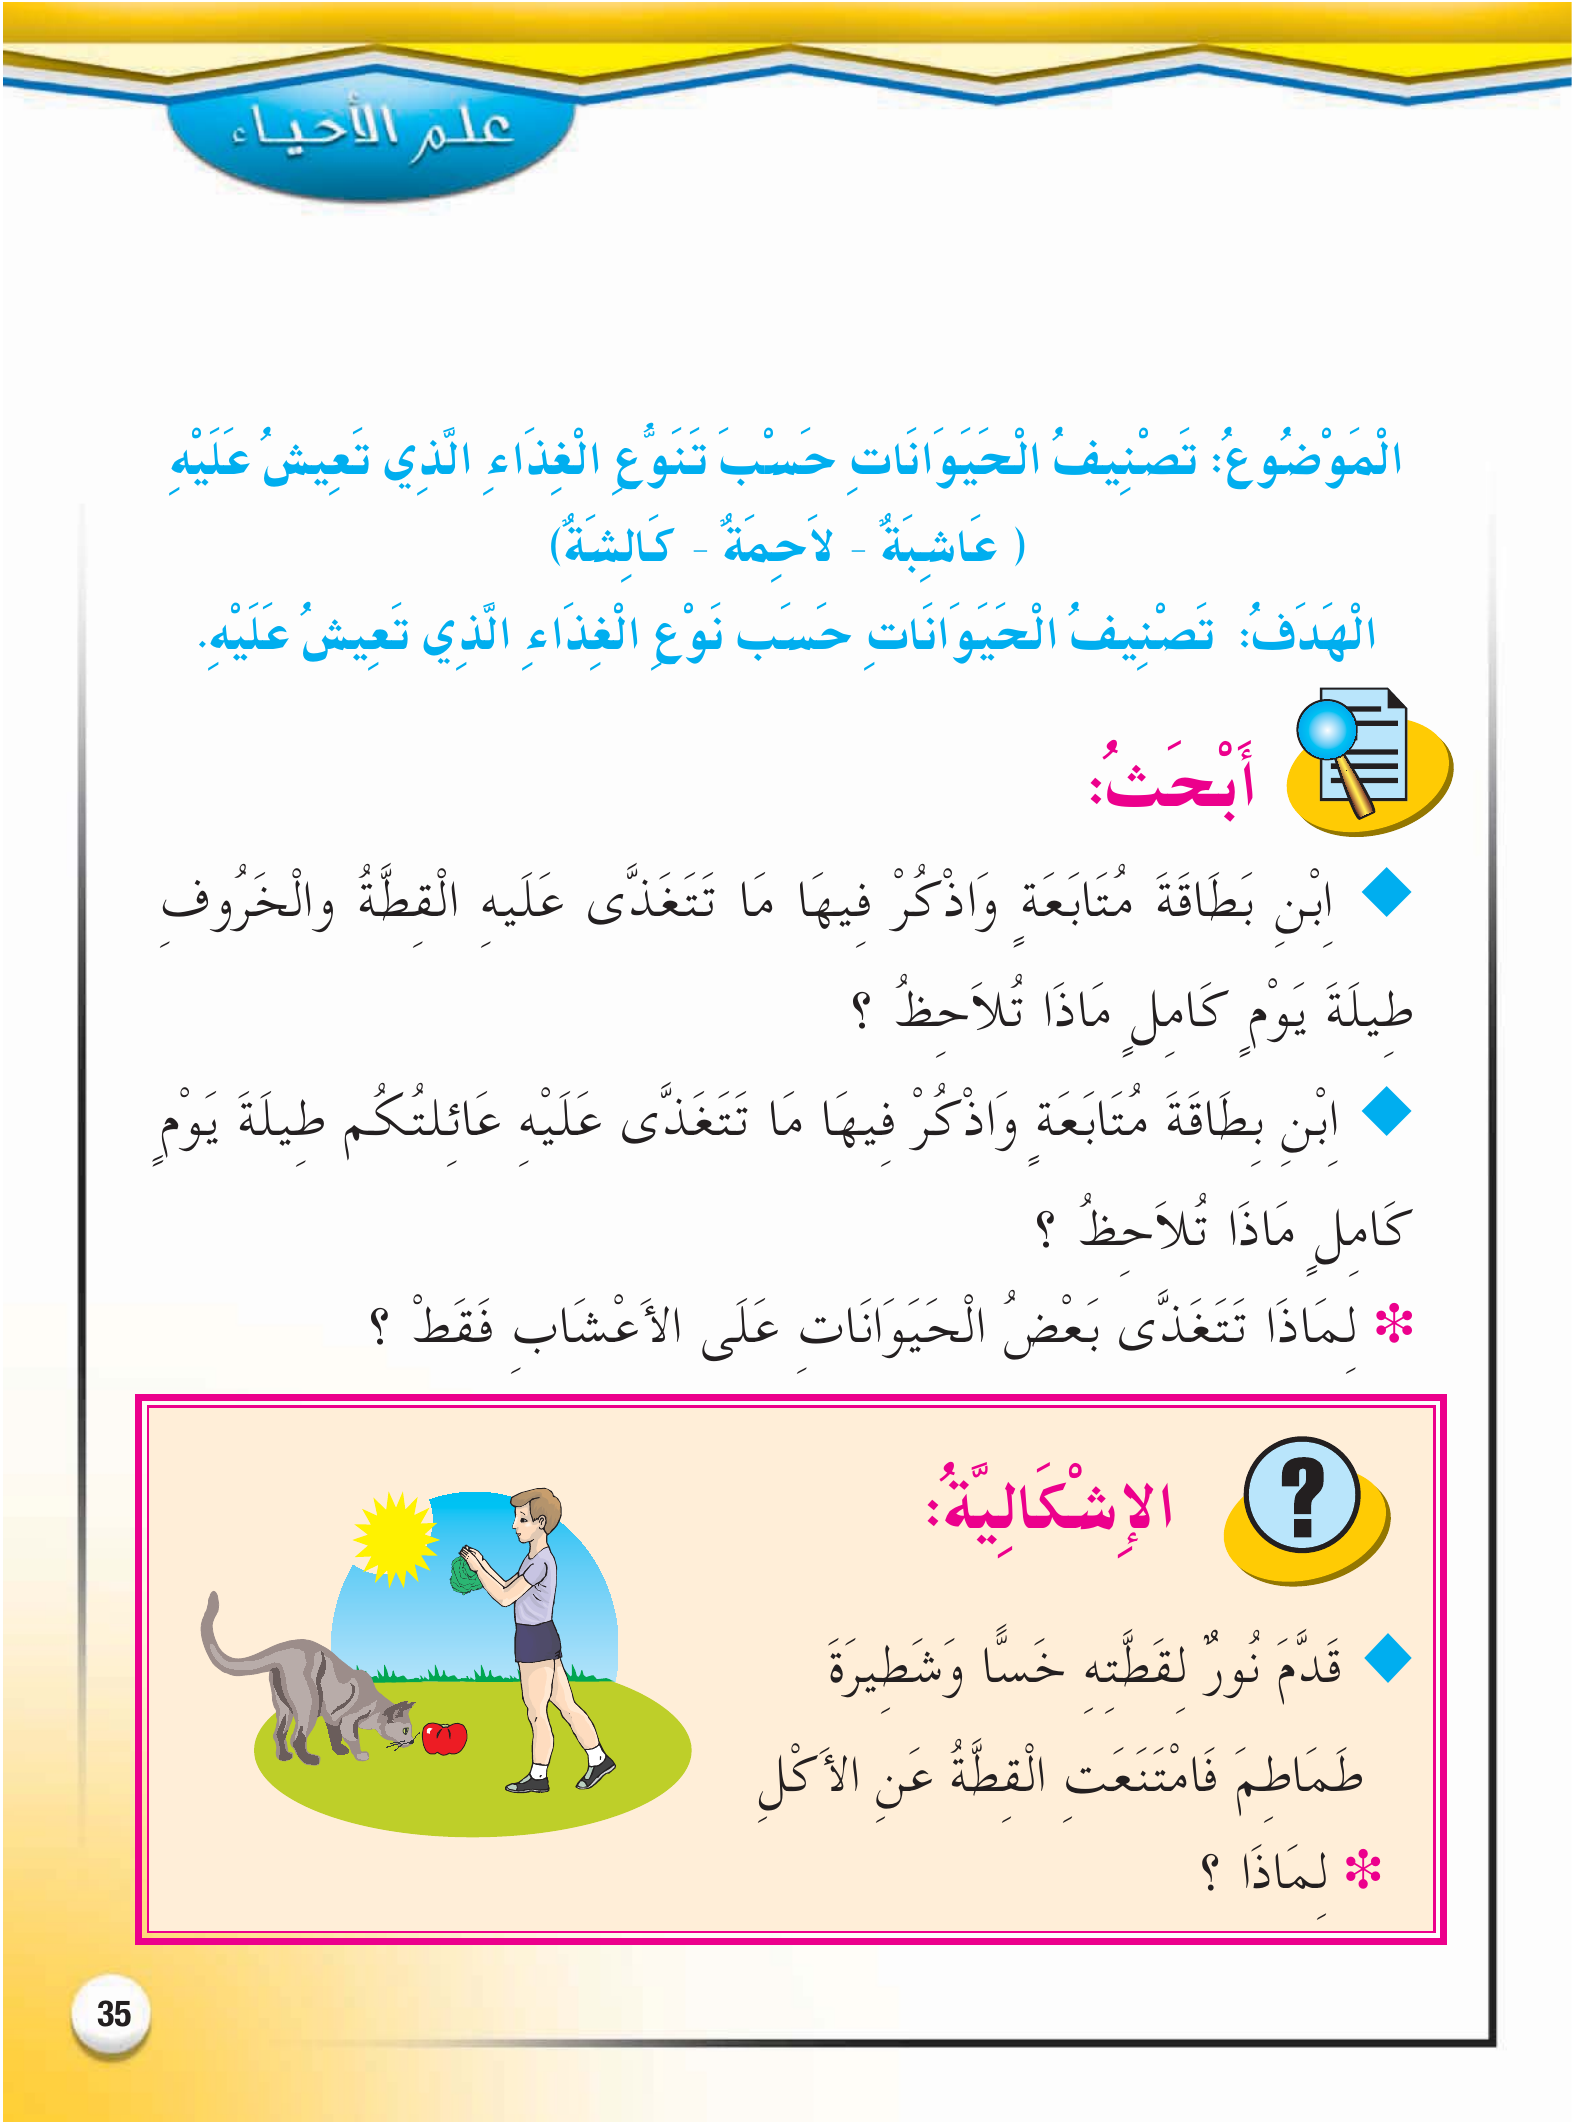 علم الأحياء
الْمَوْضُوعُ: تَصْنِيفُ الْحَيَوَانَاتِ حَسْبَ تَنَوُّعِ الْغِذَاءِ الَّذِي تَعِيشُ عَلَيْهِ
( عَاشِبَةٌ - لاَحِمَةٌ - كَالِشَةٌ)
الْهَدَفُ: تَصْنِيفُ الْحَيَوَانَاتِ حَسَب نَوْعِ الْغِذَاءِ الَّذِي تَعِيشُ عَلَيْهِ.
أَبْحَثُ:
اِبْنِ بَطَاقَةَ مُتَابَعَةٍ وَاذْكُرْ فِيهَا مَا تَتَغَذَّى عَلَيهِ الْقِطَّةُ والْخَرُوفِ
طِيلَةَ يَوْمٍ كَامِلٍ مَاذَا تُلاَحِظُ ؟
اِبْنِ بِطَاقَةَ مُتَابَعَةٍ وَاذْكُرْ فِيهَا مَا تَتَغَذَّى عَلَيْهِ عَائِلتُكُم طِيلَةَ يَوْمٍ
كَامِلٍ مَاذَا تُلاَحِظُ ؟
لِمَاذَا تَتَغَذَّى بَعْضُ الْحَيَوَانَاتِ عَلَى الأَعْشَابِ فَقَطْ ؟
?
الإِشْكَالِيَّةُ:
قَدَّمَ نُورٌ لِقَطَّتِهِ خَسًّا وَشَطِيرَةَ
طَمَاطِمَ فَامْتَنَعَتِ الْقِطَّةُ عَنِ الأَكْلِ
لِمَاذَا ؟
35